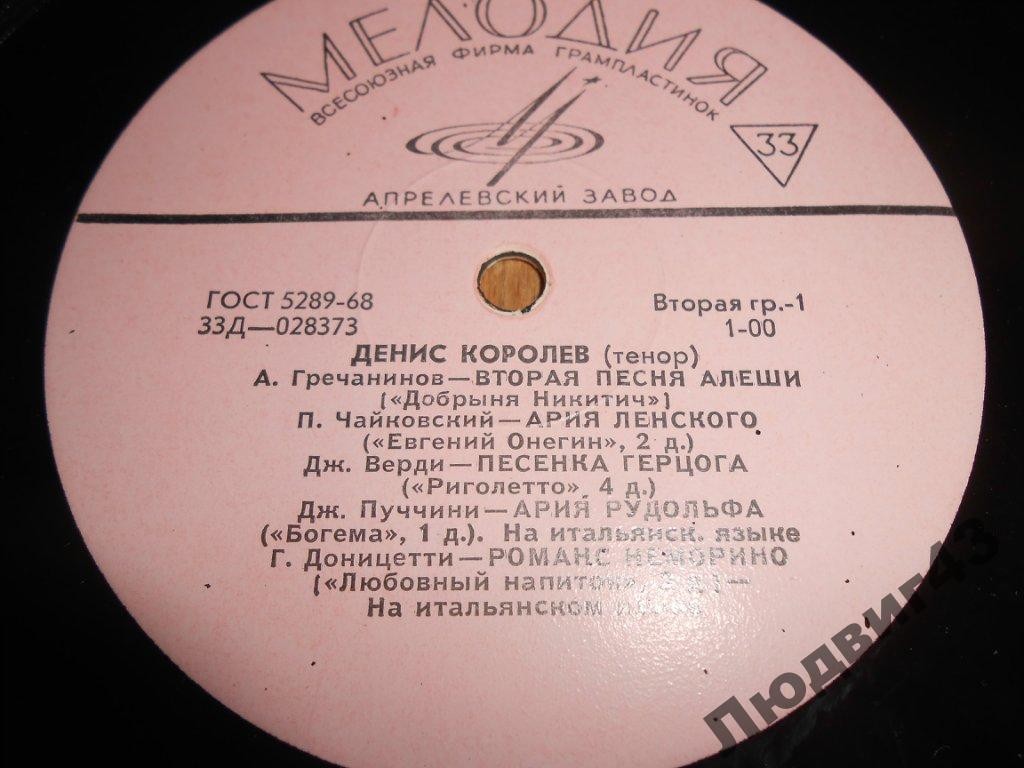 МЕЛОДИЯ
ВСЕСОЮЗНАЯ ФИРМА ГРАМПЛАСТИНОК
33
АПРЕЛЕВСКИЙ ЗАВОД
ГОСТ 5289-68
Вторая гр.-1
33Д—028373
1-00
ДЕНИС КОРОЛЕВ (тенор)
А. Гречанинов—ВТОРАЯ ПЕСНЯ АЛЕШИ
(«Добрыня Никитич»)
П. Чайковский—АРИЯ ЛЕНСКОГО
(«Евгений Онегин», 2 д.)
Дж. Верди—ПЕСЕНКА ГЕРЦОГА
(«Риголетто», 4 д.)
Дж. Пуччини—АРИЯ РУДОЛЬФА
(«Богема», 1 д.). На итальянск. языке
Г. Доницетти—РОМАНС НЕМОРИНО
(«Любовный напиток», д.)—
На итальянском
Людвиг43